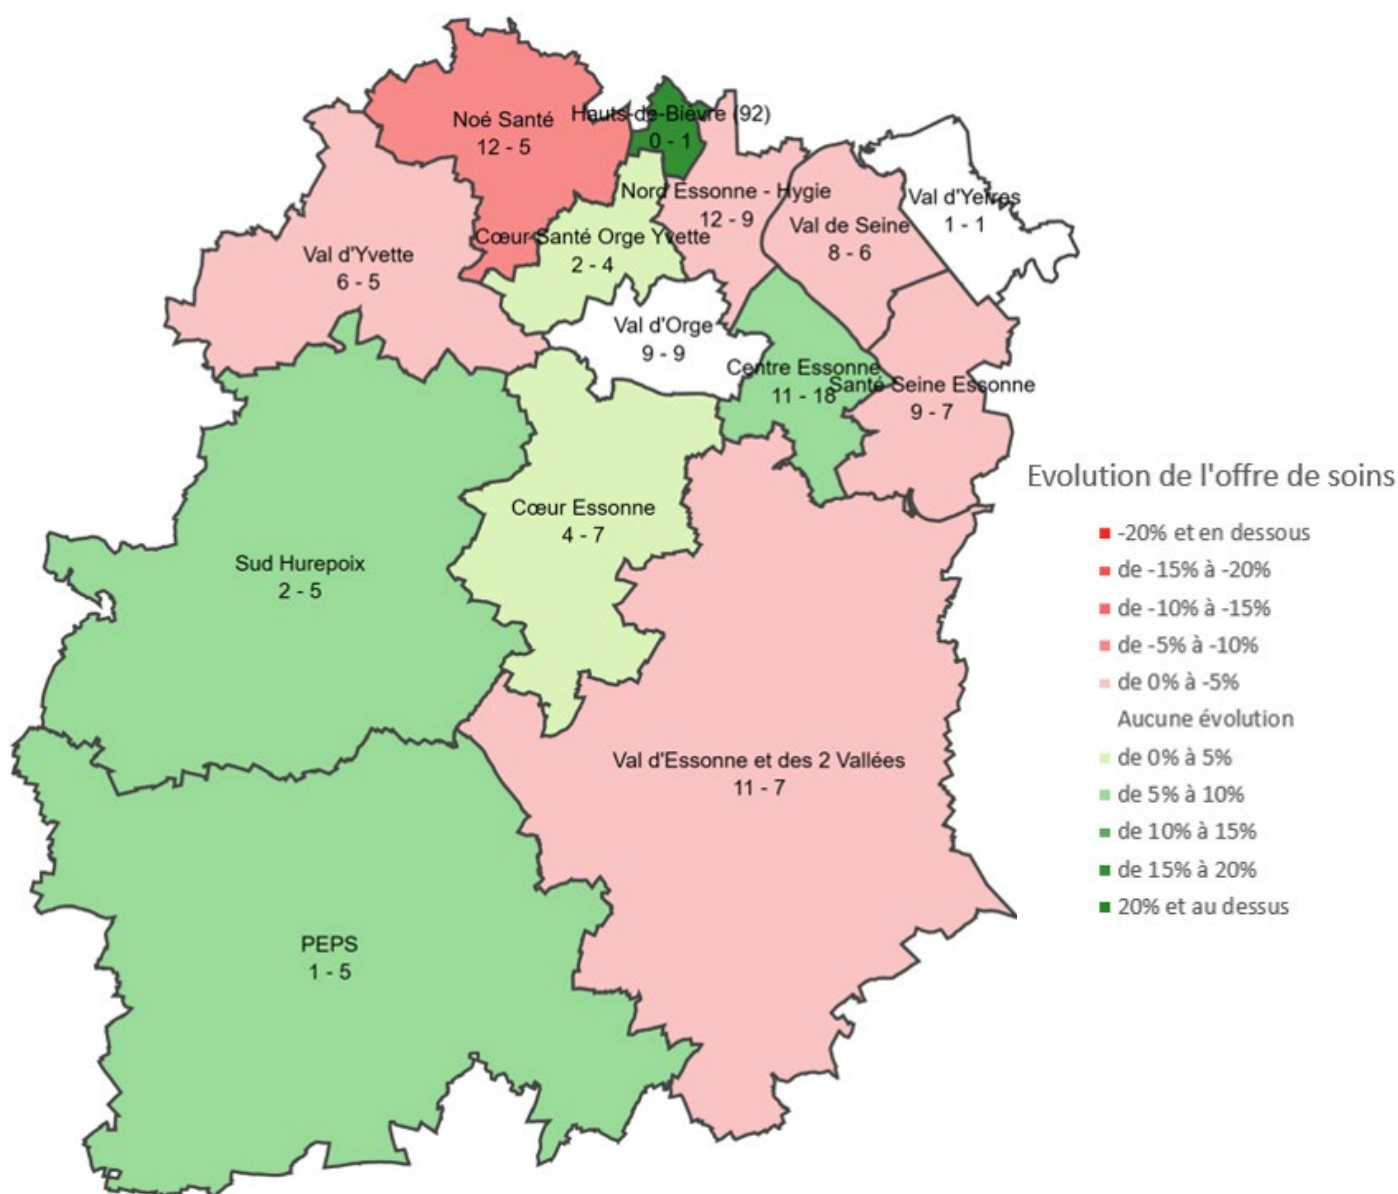 Hauts-de-Bièvre (92)
0 - 1
Noé Santé
12 - 5
Nord Essonne - Hygie
12 - 9
Val d'Yerres
1 - 1
Val de Seine
8 - 6
Cœur Santé Orge Yvette
2 - 4
Val d'Yvette
6 - 5
Val d'Orge
9 - 9
Centre Essonne
11 - 18
Santé Seine Essonne
9 - 7
Cœur Essonne
4 - 7
Sud Hurepoix
2 - 5
Val d'Essonne et des 2 Vallées
11 - 7
PEPS
1 - 5
Evolution de l'offre de soins
-20% et en dessous
de -15% à -20%
de -10% à -15%
de -5% à -10%
de 0% à -5%
Aucune évolution
de 0% à 5%
de 5% à 10%
de 10% à 15%
de 15% à 20%
20% et au dessus